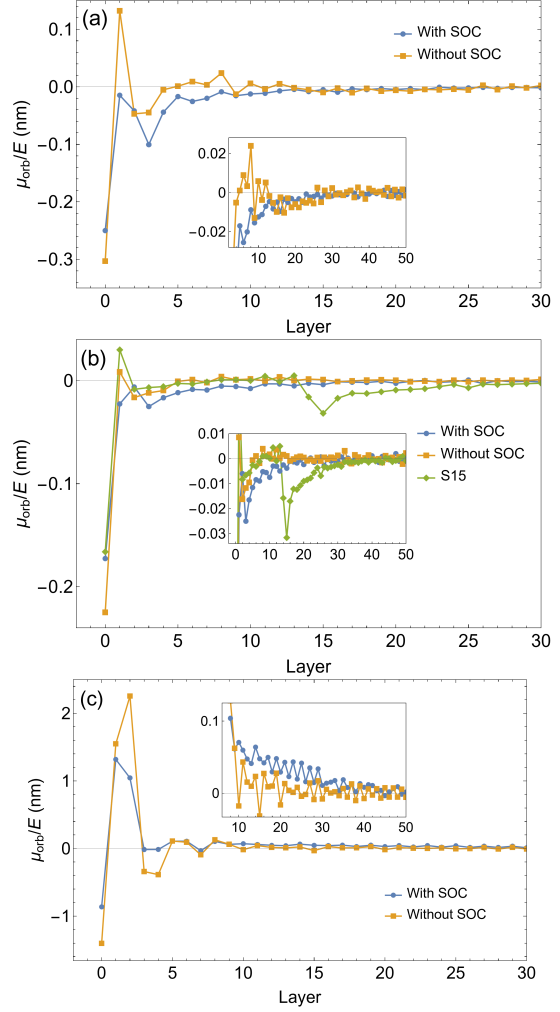 (a)
With SOC
Without SOC
0.1
0.0
−0.1
−0.2
−0.3
μorb/E (nm)
0.02
0
−0.02
10 20 30 40 50
0 5 10 15 20 25 30
Layer
(b)
0
−0.1
−0.2
μorb/E (nm)
0.01
0
−0.01
−0.02
−0.03
0 10 20 30 40 50
With SOC
Without SOC
S15
0 5 10 15 20 25 30
Layer
(c)
2
1
0
−1
μorb/E (nm)
0.1
0
10 20 30 40 50
With SOC
Without SOC
0 5 10 15 20 25 30
Layer